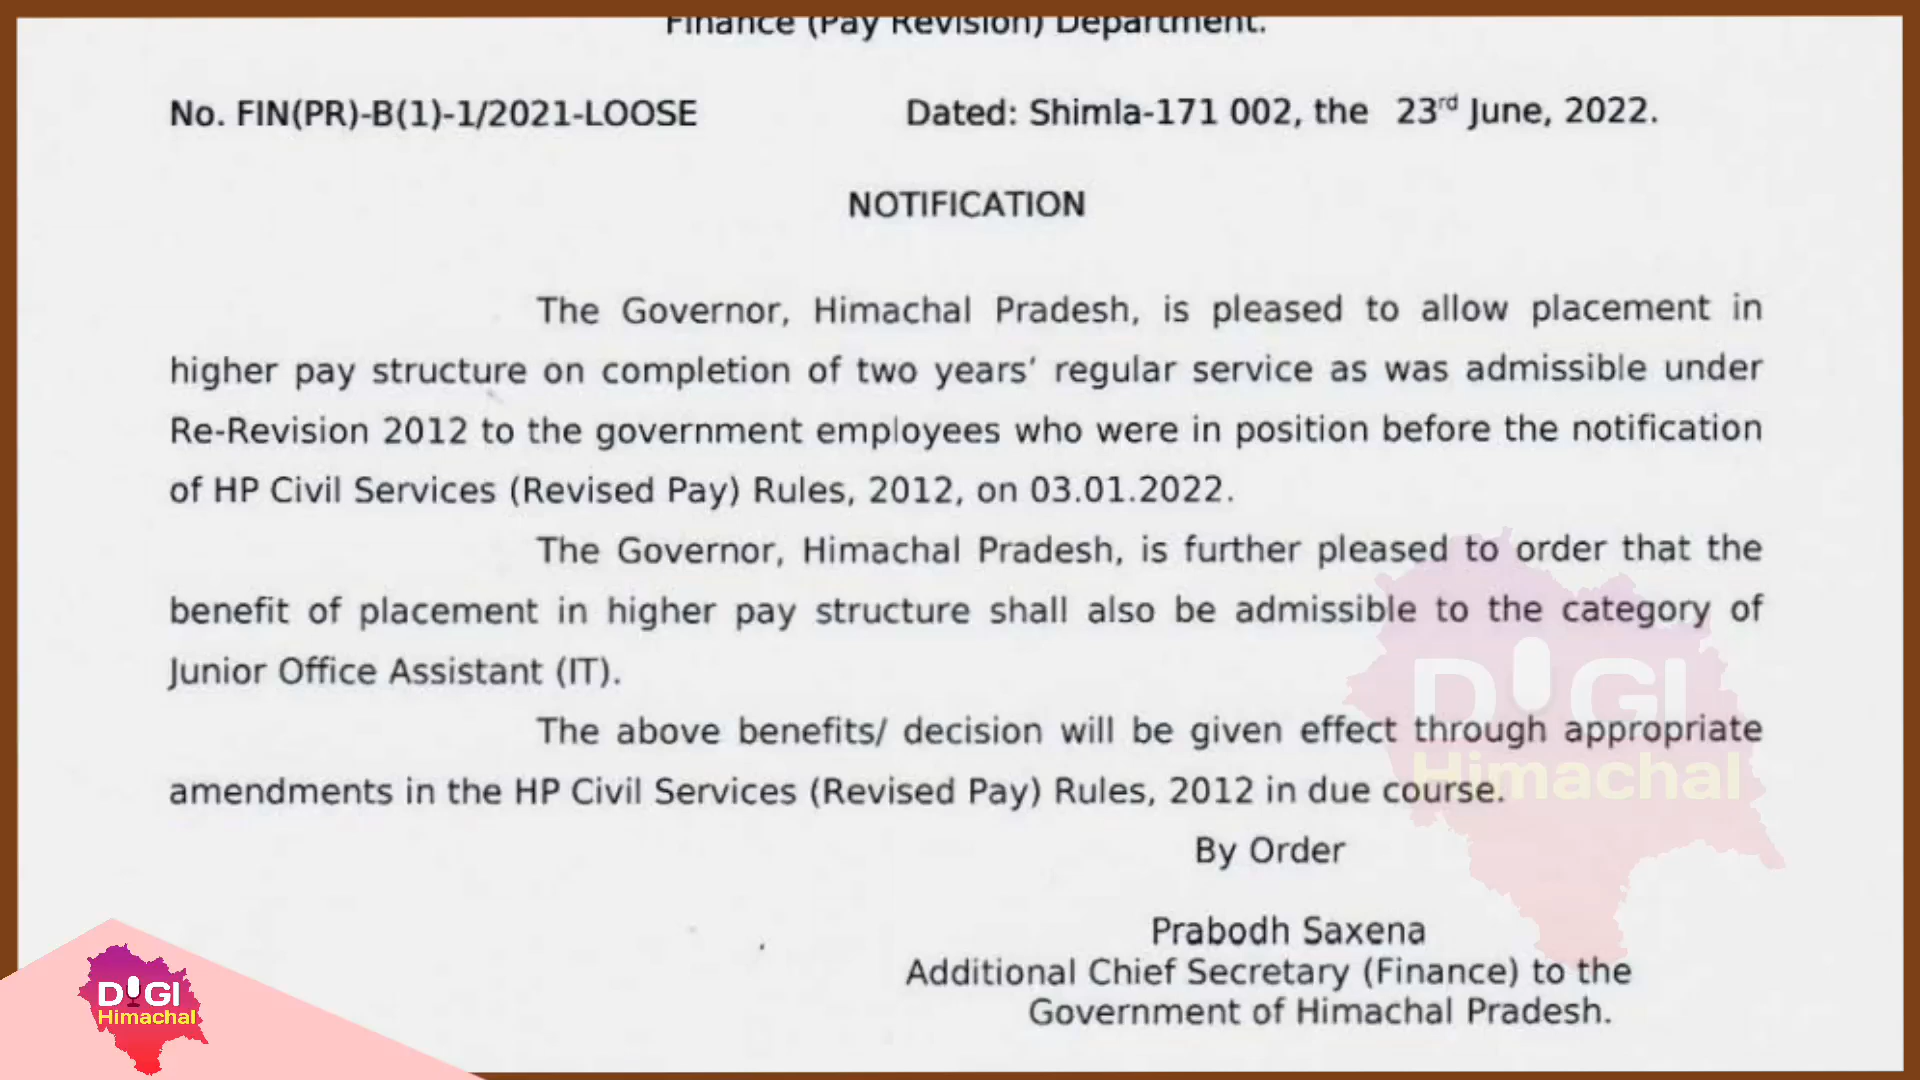 Finance (Pay Revision) Department.
No. FIN(PR)-B(1)-1/2021-LOOSE Dated: Shimla-171 002, the 23rd June, 2022.
NOTIFICATION
The Governor, Himachal Pradesh, is pleased to allow placement in
higher pay structure on completion of two years’ regular service as was admissible under
Re-Revision 2012 to the government employees who were in position before the notification
of HP Civil Services (Revised Pay) Rules, 2012, on 03.01.2022.
The Governor, Himachal Pradesh, is further pleased to order that the
benefit of placement in higher pay structure shall also be admissible to the category of
Junior Office Assistant (IT).
The above benefits/ decision will be given effect through appropriate
amendments in the HP Civil Services (Revised Pay) Rules, 2012 in due course.
By Order
Prabodh Saxena
Additional Chief Secretary (Finance) to the
Government of Himachal Pradesh.
DIGI
Himachal
DIGI
Himachal